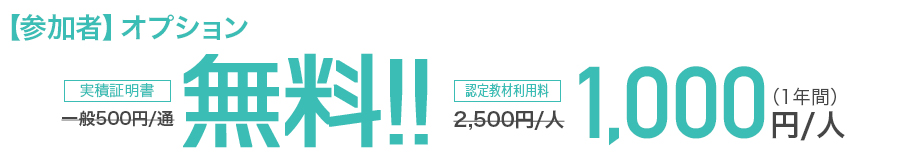 【参加者】オプション
実積証明書
一般500円/通
無料!!
認定教材利用料
2,500円/人
1,000
（1年間）
円/人